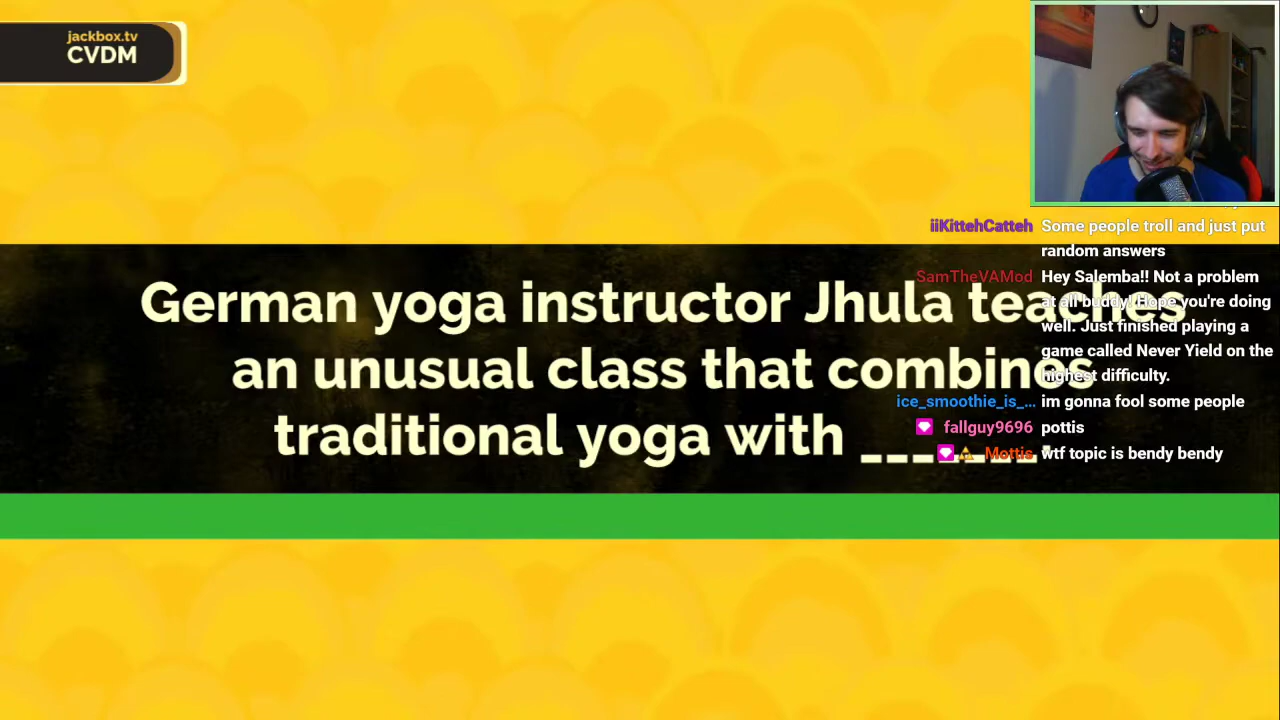 jackbox.tv
CVDM
iiKittehCatteh Some people troll and just put
random answers
SamTheVAMod Hey Salemba!! Not a problem
at all buddy! Hope you're doing
well. Just finished playing a
game called Never Yield on the
highest difficulty.
ice_smoothie_is_... im gonna fool some people
fallguy9696 pottis
Mottis wtf topic is bendy bendy
German yoga instructor Jhula teaches
an unusual class that combines
traditional yoga with _______.